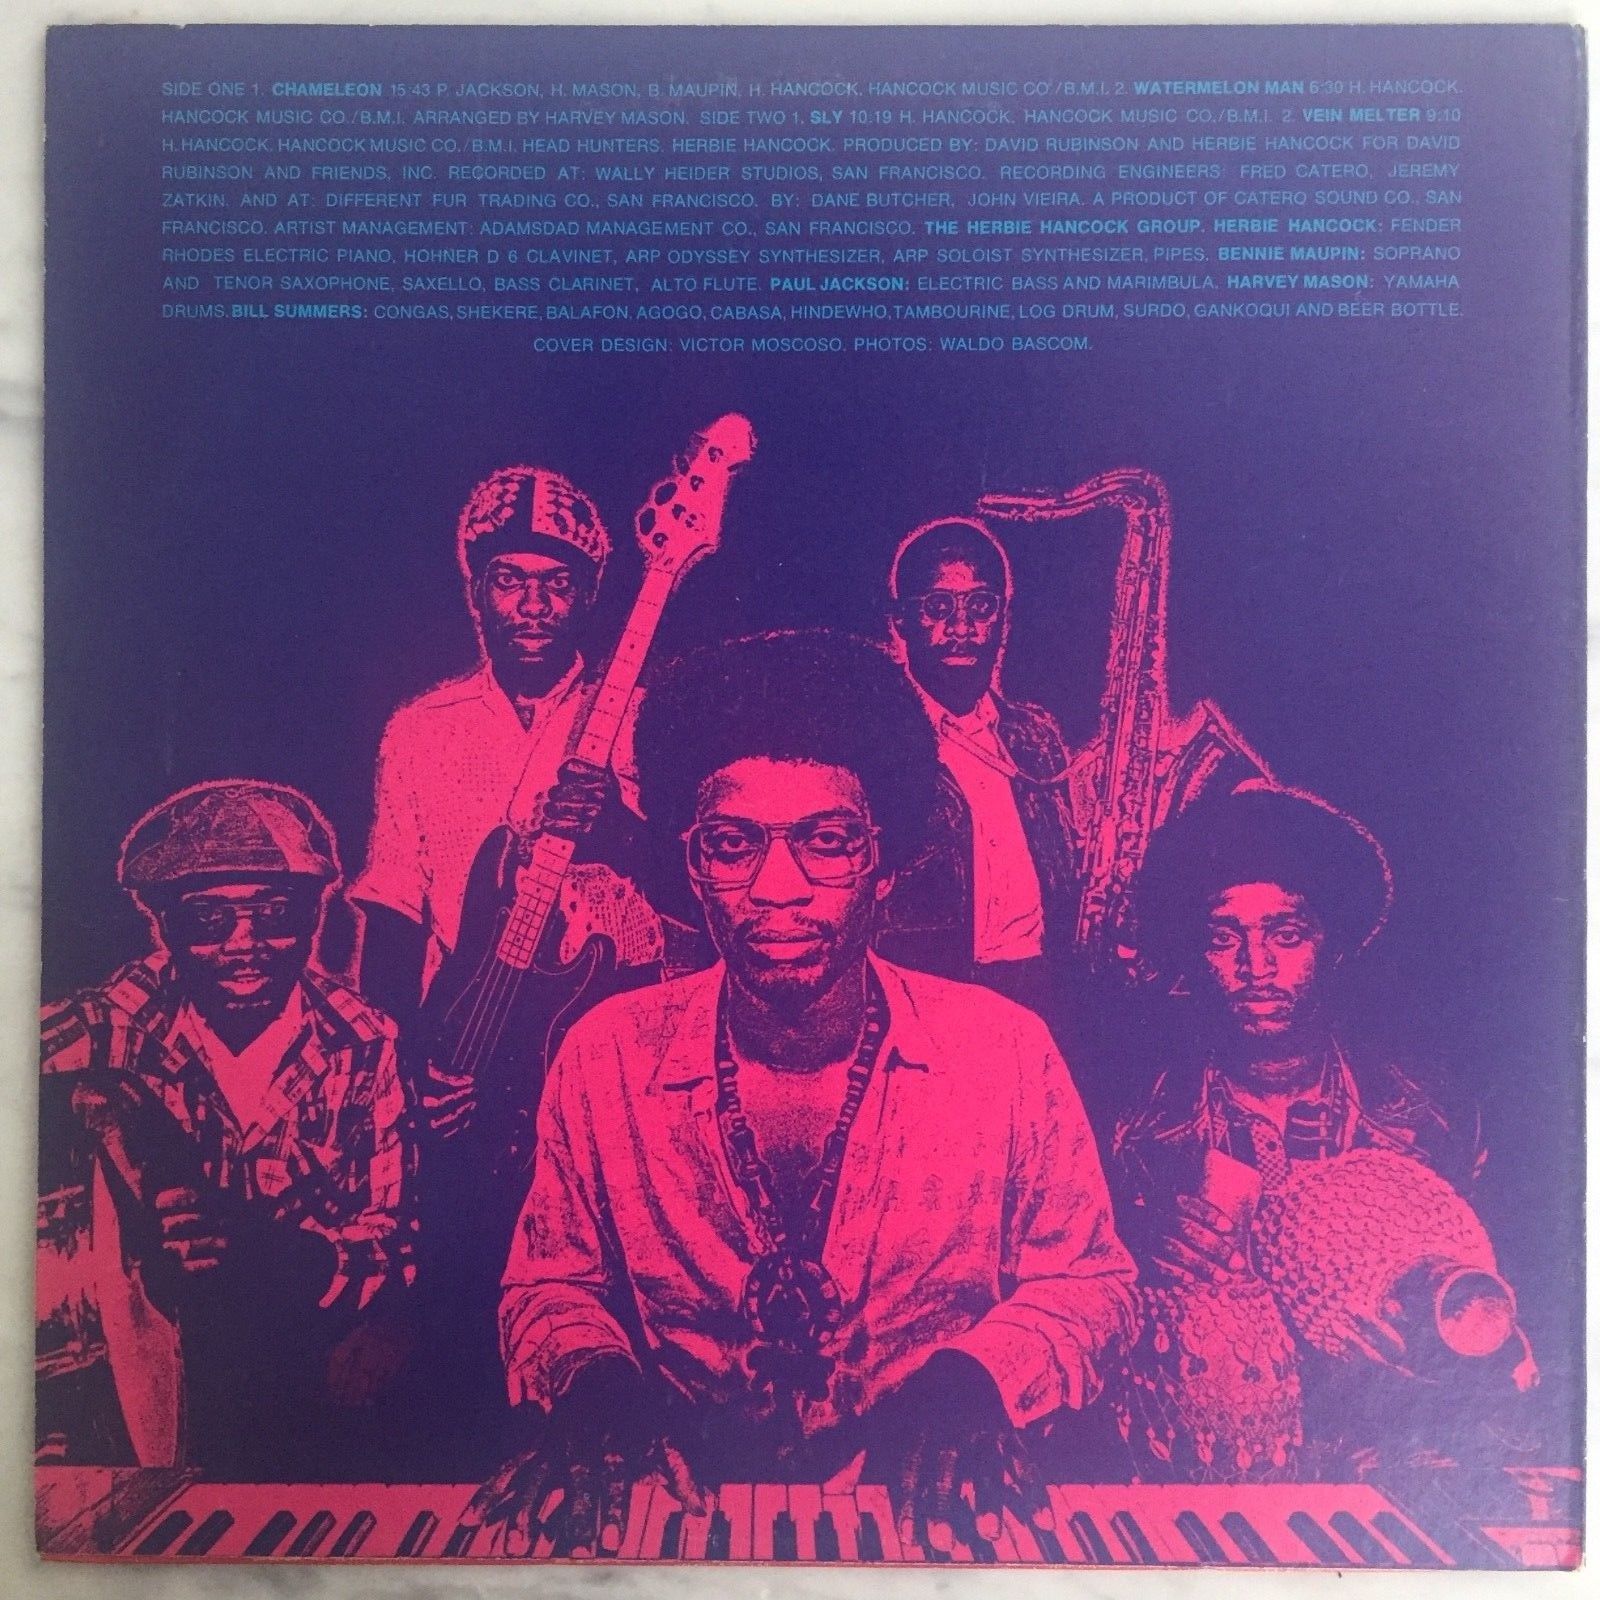 SIDE ONE 1. CHAMELEON 15:43 P. JACKSON, H. MASON, B. MAUPIN, H. HANCOCK. HANCOCK MUSIC CO./B.M.I. 2. WATERMELON MAN 6:30 H. HANCOCK.
HANCOCK MUSIC CO./B.M.I. ARRANGED BY HARVEY MASON. SIDE TWO 1. SLY 10.19 H. HANCOCK. HANCOCK MUSIC CO./B.M.I. 2. VEIN MELTER 9:10
H. HANCOCK. HANCOCK MUSIC CO./B.M.I. HEAD HUNTERS. HERBIE HANCOCK. PRODUCED BY: DAVID RUBINSON AND HERBIE HANCOCK FOR DAVID
RUBINSON AND FRIENDS, INC. RECORDED AT: WALLY HEIDER STUDIOS, SAN FRANCISCO. RECORDING ENGINEERS: FRED CATERO, JEREMY
ZATKIN. AND AT: DIFFERENT FUR TRADING CO., SAN FRANCISCO. BY: DANE BUTCHER, JOHN VIEIRA. A PRODUCT OF CATERO SOUND CO., SAN
FRANCISCO. ARTIST MANAGEMENT: ADAMSDAD MANAGEMENT CO., SAN FRANCISCO. THE HERBIE HANCOCK GROUP. HERBIE HANCOCK: FENDER
RHODES ELECTRIC PIANO, HOHNER D 6 CLAVINET, ARP ODYSSEY SYNTHESIZER, ARP SOLOIST SYNTHESIZER, PIPES. BENNIE MAUPIN: SOPRANO
AND TENOR SAXOPHONE, SAXELLO, BASS CLARINET, ALTO FLUTE. PAUL JACKSON: ELECTRIC BASS AND MARIMBULA. HARVEY MASON: YAMAHA
DRUMS. BILL SUMMERS: CONGAS, SHEKERE, BALAFON, AGOGO, CABASA, HINDEWHO, TAMBOURINE, LOG DRUM, SURDO, GANKOQUI AND BEER BOTTLE.
COVER DESIGN: VICTOR MOSCOSO. PHOTOS: WALDO BASCOM.